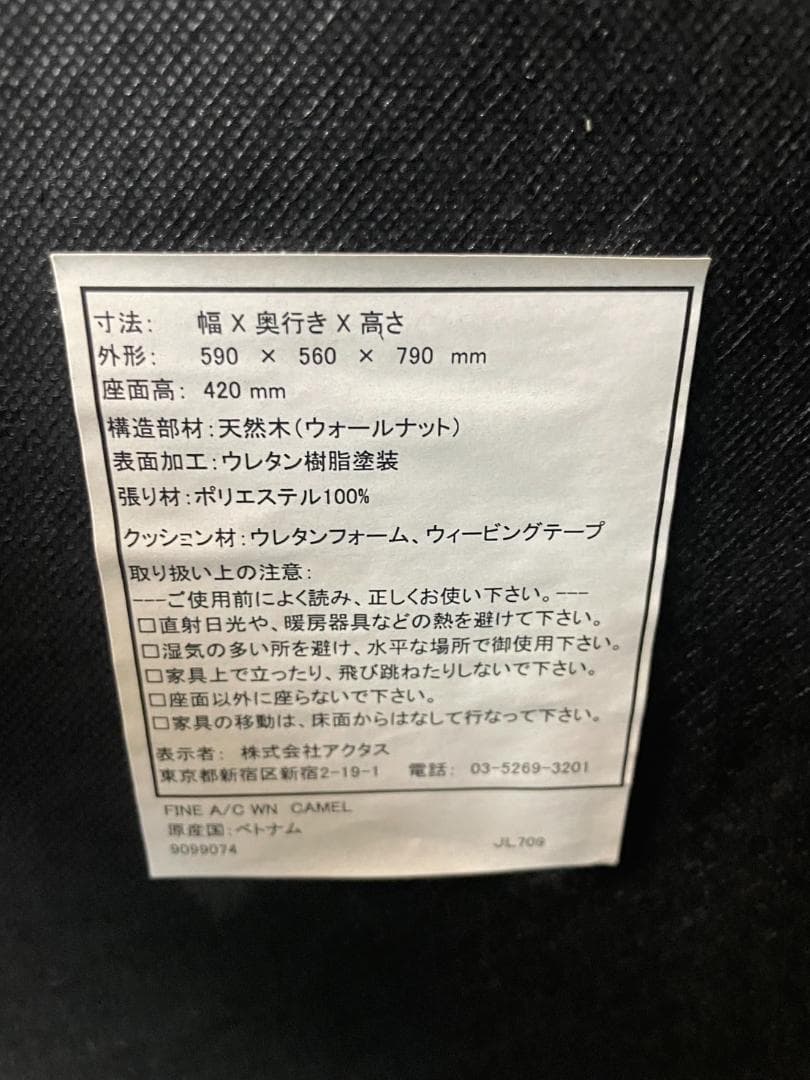 寸法： 幅 X 奥行き X 高さ
外形： 590 × 560 × 790 mm
座面高： 420 mm
構造部材：天然木（ウォールナット）
表面加工：ウレタン樹脂塗装
張り材：ポリエステル100%
クッション材：ウレタンフォーム、ウィービングテープ
取り扱い上の注意：
---ご使用前によく読み、正しくお使い下さい。---
□直射日光や、暖房器具などの熱を避けて下さい。
□湿気の多い所を避け、水平な場所で御使用下さい。
□家具上で立ったり、飛び跳ねたりしないで下さい。
□座面以外に座らないで下さい。
□家具の移動は、床面からはなして行なって下さい。
表示者： 株式会社アクタス
東京都新宿区新宿2-19-1 電話： 03-5269-3201
FINE A/C WN CAMEL
原産国：ベトナム
9099074 JL709